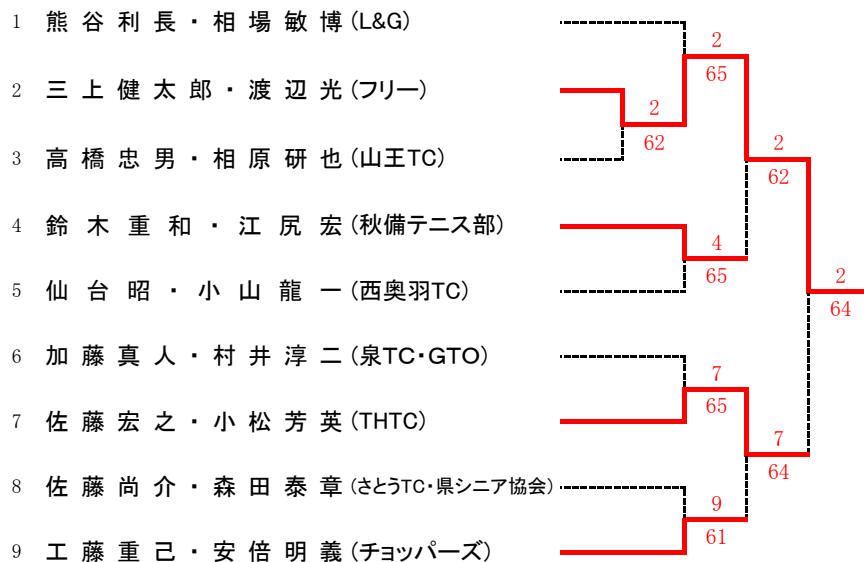 1 熊谷利長・相場敏博(L&G)
2 三上健太郎・渡辺光(フリー)
3 高橋忠男・相原研也(山王TC)
4 鈴木重和・江尻宏(秋備テニス部)
5 仙台昭・小山龍一(西奥羽TC)
6 加藤真人・村井淳二(泉TC・GTO)
7 佐藤宏之・小松芳英(THTC)
8 佐藤尚介・森田泰章(さとうTC・県シニア協会)
9 工藤重己・安倍明義(チョッパーズ)
2
65
2
62
2
62
4
65
2
64
7
65
7
64
9
61